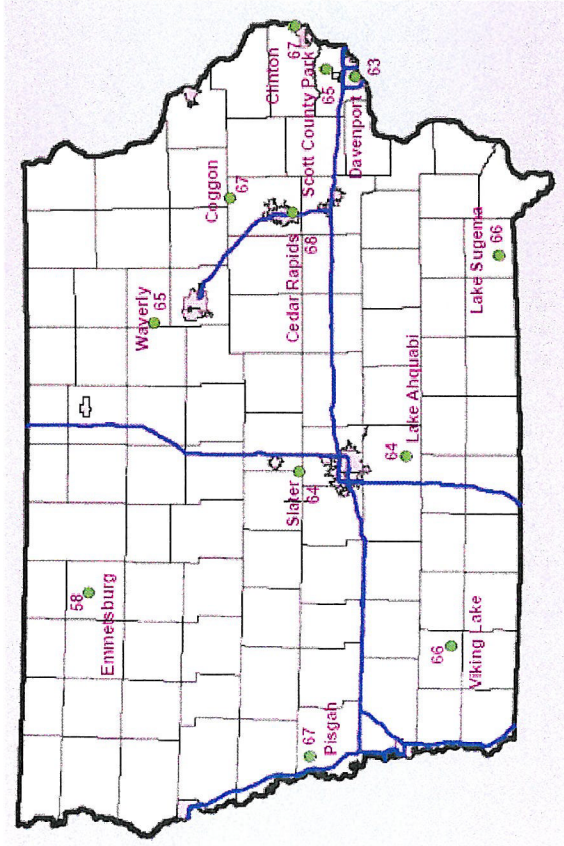 58
Emmetsburg
Waverly
65
Coggon
67
Clinton
67
Scott County Park
65
Davenport
63
Cedar Rapids
68
Slater
64
Pisgah
67
64
Lake Ahquabi
66
Viking Lake
Lake Sugema
66